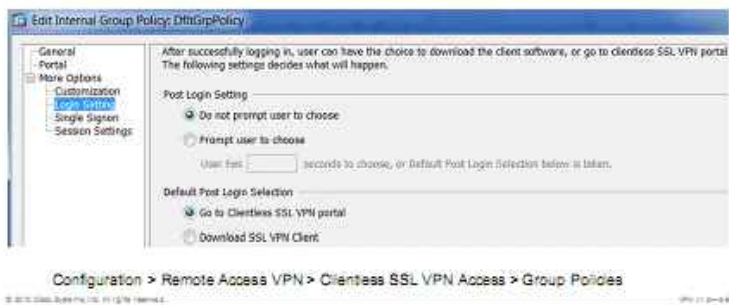 Edit Internal Group Policy: DfltGrpPolicy
General
Portal
More Options
Customization
Login Setting
Single Signon
Session Settings
After successfully logging in, user can have the choice to download the client software, or go to clientless SSL VPN portal
The following settings decides what will happen.
Post Login Setting
Do not prompt user to choose
Prompt user to choose
User has seconds to choose, or Default Post Login Selection below is taken.
Default Post Login Selection
Go to Clientless SSL VPN portal
Download SSL VPN Client
Configuration > Remote Access VPN > Clientless SSL VPN Access > Group Policies